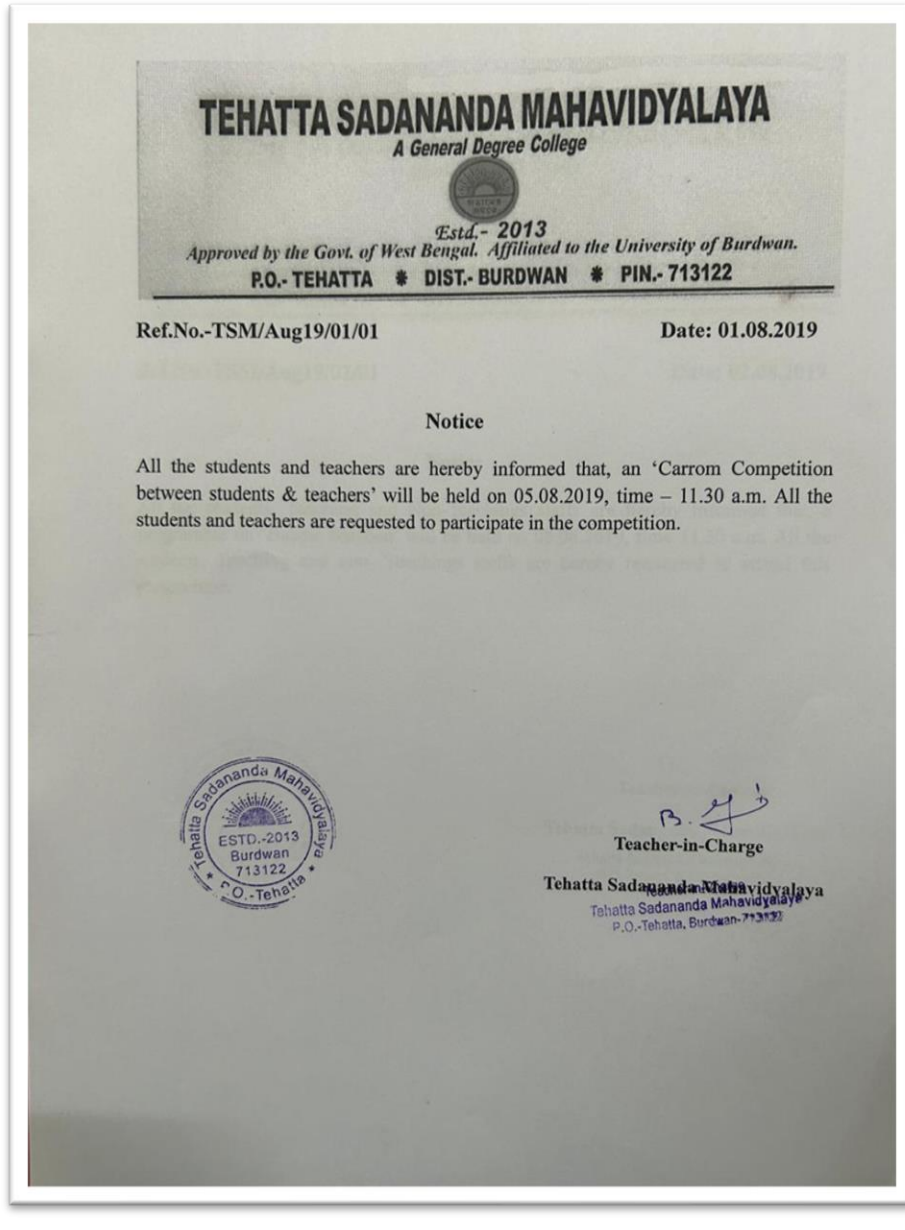 TEHATTA SADANANDA MAHAVIDYALAYA
A General Degree College
Estd.- 2013
Approved by the Govt. of West Bengal. Affiliated to the University of Burdwan.
P.O.- TEHATTA * DIST.- BURDWAN * PIN.- 713122
Ref.No.-TSM/Aug19/01/01 Date: 01.08.2019
Notice
All the students and teachers are hereby informed that, an ‘Carrom Competition
between students & teachers’ will be held on 05.08.2019, time – 11.30 a.m. All the
students and teachers are requested to participate in the competition.
Tehatta Sadananda Mahavidyalaya
ESTD.-2013
Burdwan
713122
P.O.-Tehatta
B.
Teacher-in-Charge
Tehatta Sadananda Mahavidyalaya
Teacher-in-Charge
Tehatta Sadananda Mahavidyalaya
P.O.-Tehatta, Burdwan-